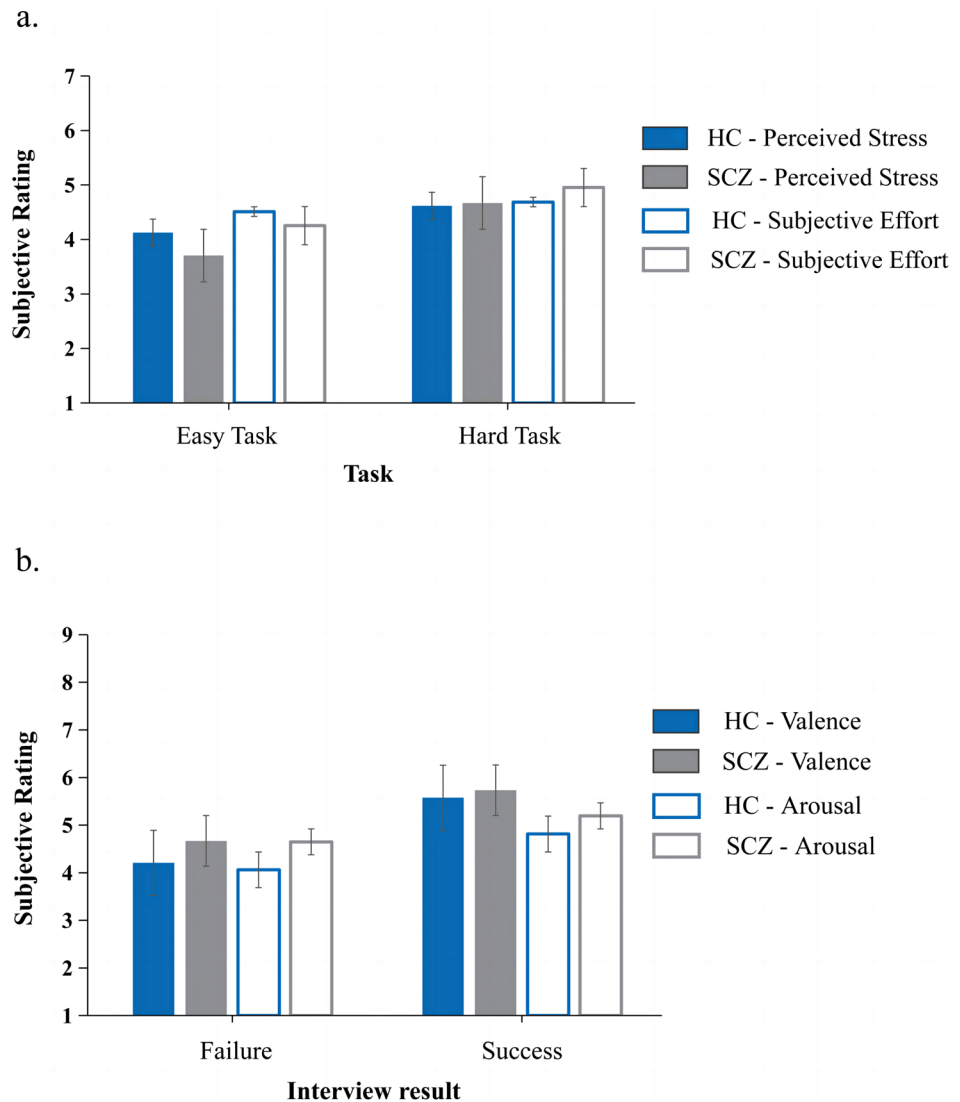 a.
7
6
5
4
3
2
1
Subjective Rating
Easy Task
Hard Task
Task
HC - Perceived Stress
SCZ - Perceived Stress
HC - Subjective Effort
SCZ - Subjective Effort
b.
9
8
7
6
5
4
3
2
1
Subjective Rating
Failure
Success
Interview result
HC - Valence
SCZ - Valence
HC - Arousal
SCZ - Arousal